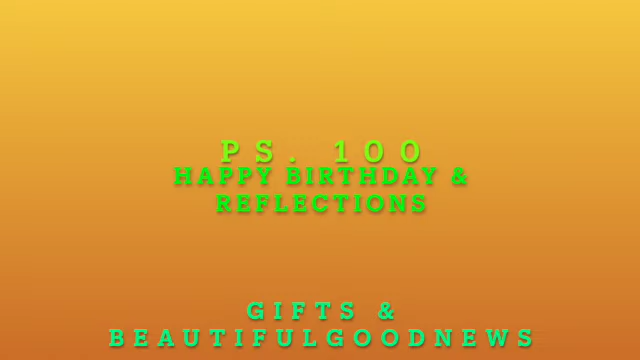 PS. 100
HAPPY BIRTHDAY &
REFLECTIONS
GIFTS &
BEAUTIFULGOODNEWS